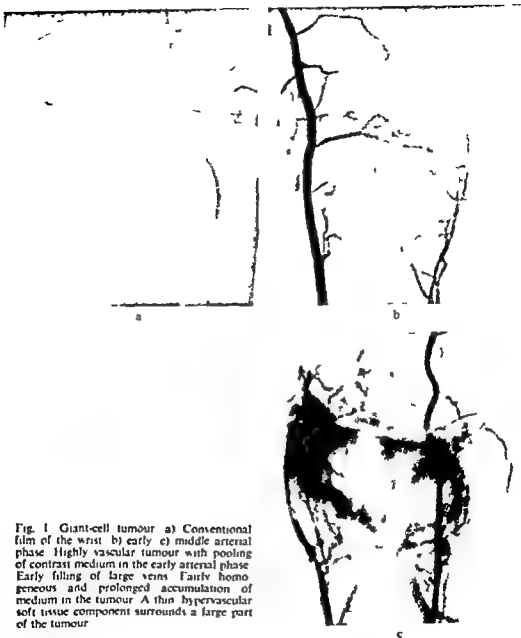 a
b
Fig. 1 Giant-cell tumour a) Conventional
film of the wrist b) early c) middle arterial
phase Highly vascular tumour with pooling
of contrast medium in the early arterial phase
Early filling of large veins Fairly homo
geneous and prolonged accumulation of
medium in the tumour A thin hypervascular
soft tissue component surrounds a large part
of the tumour
c